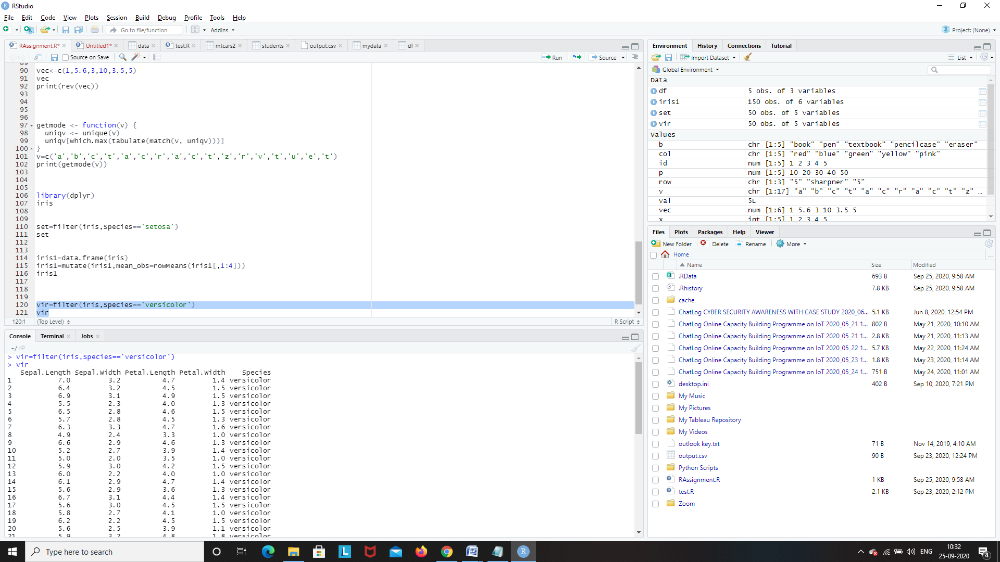 RStudio
File Edit Code View Plots Session Build Debug Profile Tools Help
Go to file/function Addins Project: (None)
RAssignment.R* Untitled1* data test.R mtcars2 students output.csv mydata df
Source on Save Run Source
89
90 vec<-c(1,5.6,3,10,3.5,5)
91 vec
92 print(rev(vec))
93
94
95
96
97 getmode <- function(v) {
98 uniqv <- unique(v)
99 uniqv[which.max(tabulate(match(v, uniqv)))]
100 }
101 v=c('a','b','c','t','a','c','r','a','c','t','z','r','v','t','u','e','t')
102 print(getmode(v))
103
104
105
106 library(dplyr)
107 iris
108
109
110 set=filter(iris,Species=='setosa')
111 set
112
113
114 iris1=data.frame(iris)
115 iris1=mutate(iris1,mean_obs=rowMeans(iris1[,1:4]))
116 iris1
117
118
119
120 vir=filter(iris,Species=='versicolor')
121 vir
120:1 (Top Level) R Script
Console Terminal Jobs
~/
> vir=filter(iris,Species=='versicolor')
> vir
Sepal.Length Sepal.Width Petal.Length Petal.Width Species
1 7.0 3.2 4.7 1.4 versicolor
2 6.4 3.2 4.5 1.5 versicolor
3 6.9 3.1 4.9 1.5 versicolor
4 5.5 2.3 4.0 1.3 versicolor
5 6.5 2.8 4.6 1.5 versicolor
6 5.7 2.8 4.5 1.3 versicolor
7 6.3 3.3 4.7 1.6 versicolor
8 4.9 2.4 3.3 1.0 versicolor
9 6.6 2.9 4.6 1.3 versicolor
10 5.2 2.7 3.9 1.4 versicolor
11 5.0 2.0 3.5 1.0 versicolor
12 5.9 3.0 4.2 1.5 versicolor
13 6.0 2.2 4.0 1.0 versicolor
14 6.1 2.9 4.7 1.4 versicolor
15 5.6 2.9 3.6 1.3 versicolor
16 6.7 3.1 4.4 1.4 versicolor
17 5.6 3.0 4.5 1.5 versicolor
18 5.8 2.7 4.1 1.0 versicolor
19 6.2 2.2 4.5 1.5 versicolor
20 5.6 2.5 3.9 1.1 versicolor
21 5.9 3.2 4.8 1.8 versicolor
Environment History Connections Tutorial
Import Dataset List
Global Environment
Data
df 5 obs. of 3 variables
iris1 150 obs. of 6 variables
set 50 obs. of 5 variables
vir 50 obs. of 5 variables
Values
b chr [1:5] "book" "pen" "textbook" "pencilcase" "eraser"
col chr [1:5] "red" "blue" "green" "yellow" "pink"
id num [1:5] 1 2 3 4 5
p num [1:5] 10 20 30 40 50
row chr [1:3] "5" "sharpner" "5"
v chr [1:17] "a" "b" "c" "t" "a" "c" "r" "a" "c" "t" "z" …
val 5L
vec num [1:6] 1 5.6 3 10 3.5 5
x int [1:5] 1 2 3 4 5
Files Plots Packages Help Viewer
New Folder Delete Rename More
Home ...
Name Size Modified
.RData 693 B Sep 25, 2020, 9:58 AM
.Rhistory 7.8 KB Sep 25, 2020, 9:58 AM
cache
ChatLog CYBER SECURITY AWARENESS WITH CASE STUDY 2020_06... 5.1 KB Jun 8, 2020, 12:54 PM
ChatLog Online Capacity Building Programme on IoT 2020_05_21 1... 802 B May 21, 2020, 10:10 AM
ChatLog Online Capacity Building Programme on IoT 2020_05_21 1... 2.8 KB May 21, 2020, 11:13 AM
ChatLog Online Capacity Building Programme on IoT 2020_05_22 1... 5.7 KB May 22, 2020, 11:24 AM
ChatLog Online Capacity Building Programme on IoT 2020_05_23 1... 1.8 KB May 23, 2020, 11:14 AM
ChatLog Online Capacity Building Programme on IoT 2020_05_24 1... 751 B May 24, 2020, 11:01 AM
desktop.ini 402 B Sep 10, 2020, 7:21 PM
My Music
My Pictures
My Tableau Repository
My Videos
outlook key.txt 71 B Nov 14, 2019, 4:10 AM
output.csv 90 B Sep 23, 2020, 12:24 PM
Python Scripts
RAssignment.R 1 KB Sep 25, 2020, 9:58 AM
test.R 2.1 KB Sep 23, 2020, 2:12 PM
Zoom
Type here to search
ENG 10:32
25-09-2020
4